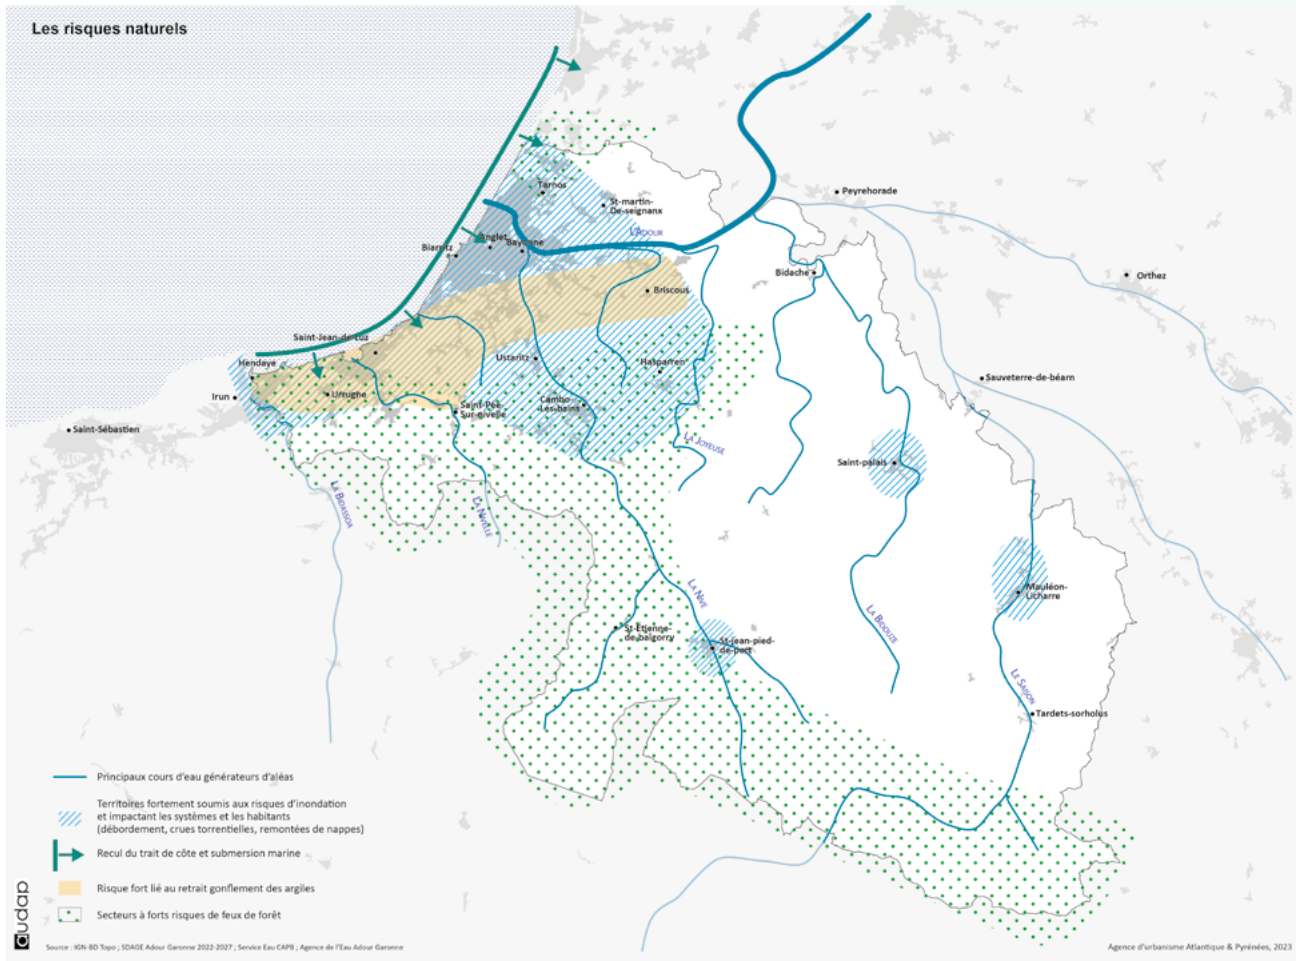 Les risques naturels
Tarnos
St-martin-
De-seignanx
Peyrehorade
L'Adour
Anglet
Bayonne
Biarritz
Bidache
Orthez
Briscous
Saint-Jean-de-Luz
Ustaritz
Hasparren
Hendaye
Sauveterre-de-béarn
Irun
Urrugne
Cambo-
Les-bains
Saint-Pée-
Sur-nivelle
Saint-Sébastien
La Joyeuse
Saint-palais
La Bidassoa
La Nivelle
La Nive
Mauléon-
Licharre
La Bidouze
St-Etienne-
de-baïgorry
St-jean-pied-
de-port
Le Saison
Tardets-sorholus
Principaux cours d'eau générateurs d'aléas
Territoires fortement soumis aux risques d'inondation
et impactant les systèmes et les habitants
(débordement, crues torrentielles, remontées de nappes)
Recul du trait de côte et submersion marine
Risque fort lié au retrait gonflement des argiles
Secteurs à forts risques de feux de forêt
audap
Source : IGN-BD Topo ; SDAGE Adour Garonne 2022-2027 ; Service Eau CAPB ; Agence de l'Eau Adour Garonne
Agence d'urbanisme Atlantique & Pyrénées, 2023